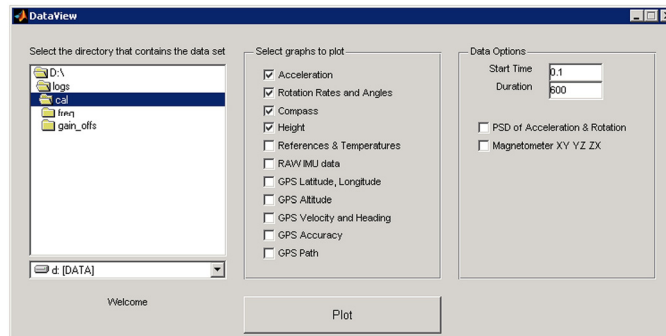 DataView
Select the directory that contains the data set
D:\
logs
cal
freq
gain_offs
d: [DATA]
Welcome
Select graphs to plot
Acceleration
Rotation Rates and Angles
Compass
Height
References & Temperatures
RAW IMU data
GPS Latitude, Longitude
GPS Altitude
GPS Velocity and Heading
GPS Accuracy
GPS Path
Plot
Data Options
Start Time 0.1
Duration 600
PSD of Acceleration & Rotation
Magnetometer XY YZ ZX